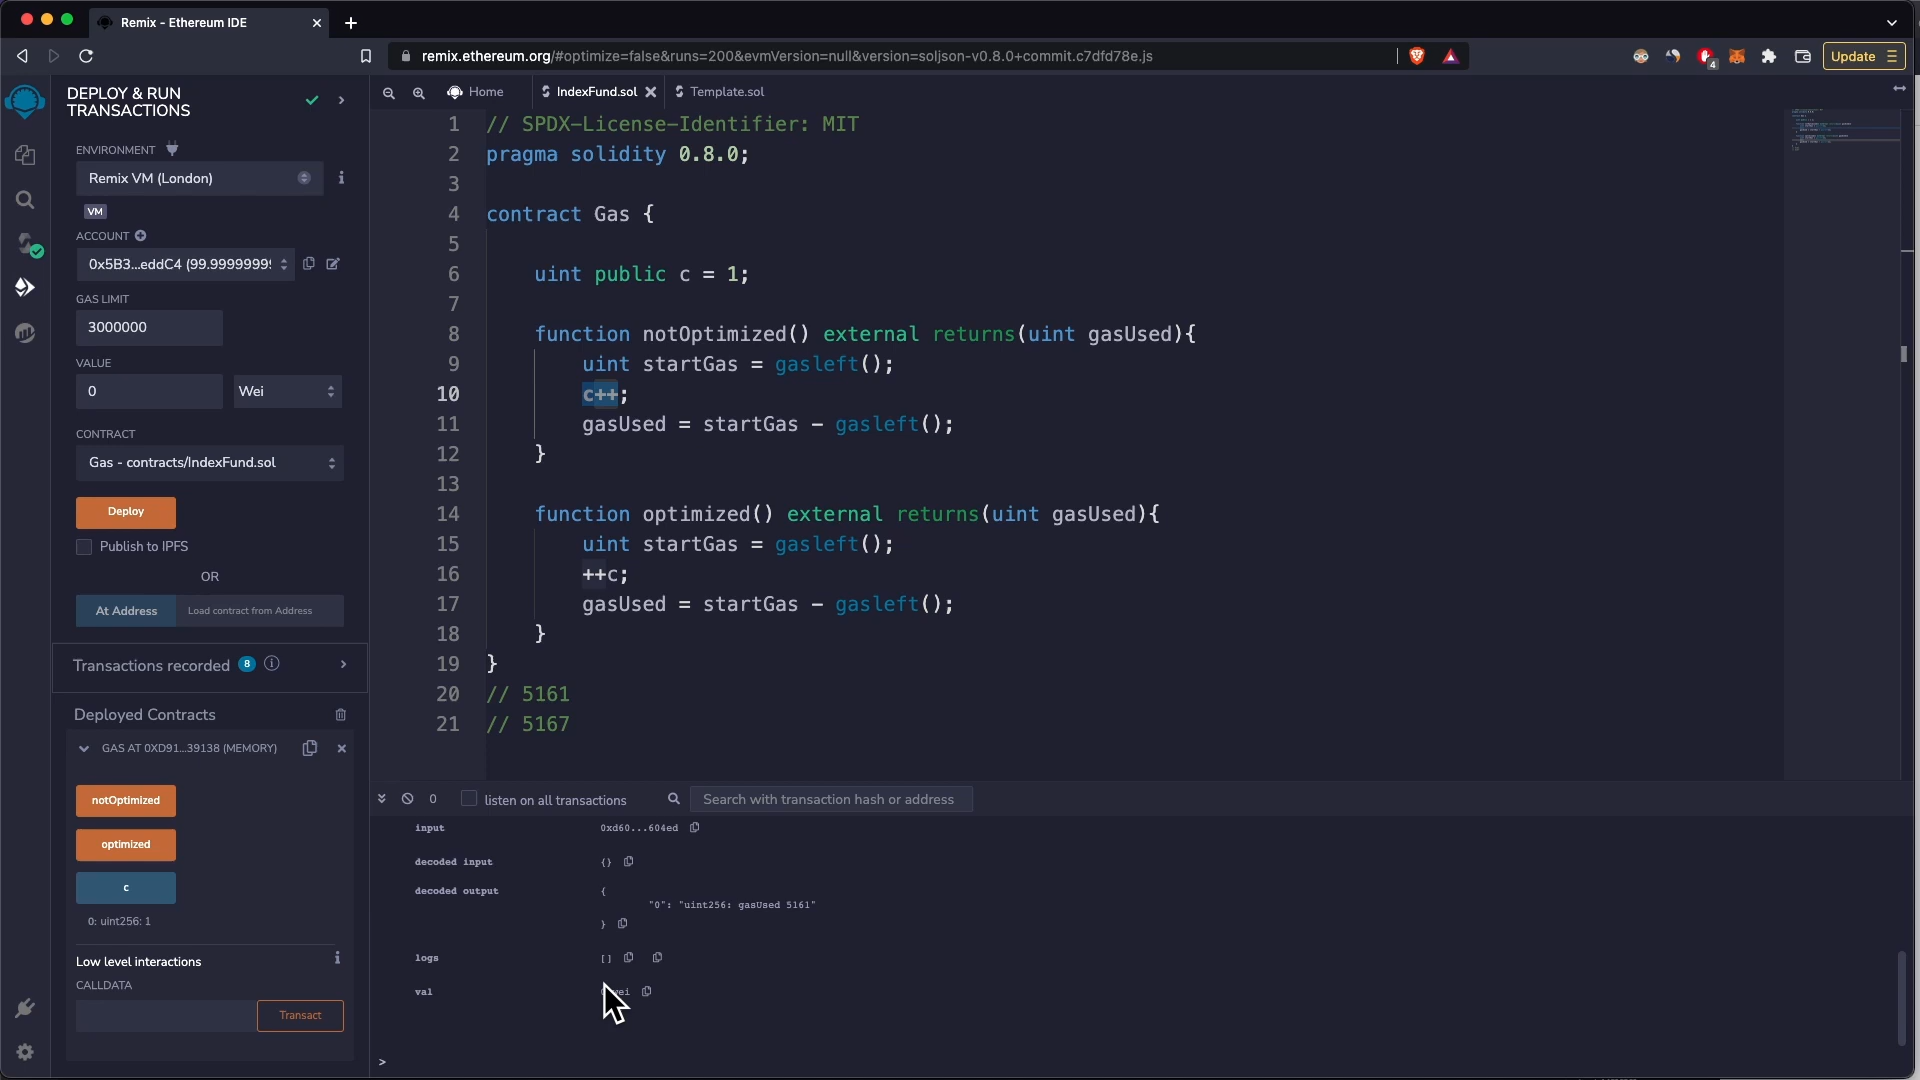 Remix - Ethereum IDE
remix.ethereum.org/#optimize=false&runs=200&evmVersion=null&version=soljson-v0.8.0+commit.c7dfd78e.js
4
Update
DEPLOY & RUN
TRANSACTIONS
ENVIRONMENT
Remix VM (London)
VM
ACCOUNT
0x5B3...eddC4 (99.9999999
GAS LIMIT
3000000
VALUE
0
Wei
CONTRACT
Gas - contracts/IndexFund.sol
Deploy
Publish to IPFS
OR
At Address
Load contract from Address
Transactions recorded 8
Deployed Contracts
GAS AT 0XD91...39138 (MEMORY)
notOptimized
optimized
c
0: uint256: 1
Low level interactions
CALLDATA
Transact
Home
IndexFund.sol
Template.sol
1 // SPDX-License-Identifier: MIT
2 pragma solidity 0.8.0;
3
4 contract Gas {
5
6 uint public c = 1;
7
8 function notOptimized() external returns(uint gasUsed){
9 uint startGas = gasleft();
10 c++;
11 gasUsed = startGas - gasleft();
12 }
13
14 function optimized() external returns(uint gasUsed){
15 uint startGas = gasleft();
16 ++c;
17 gasUsed = startGas - gasleft();
18 }
19 }
20 // 5161
21 // 5167
0
listen on all transactions
Search with transaction hash or address
input 0xd60...604ed
decoded input {}
decoded output {
"0": "uint256: gasUsed 5161"
}
logs []
val
>